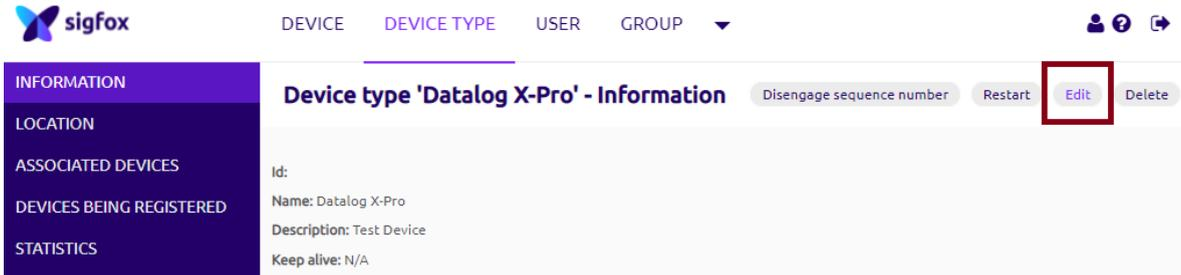 sigfox
DEVICE DEVICE TYPE USER GROUP
INFORMATION
LOCATION
ASSOCIATED DEVICES
DEVICES BEING REGISTERED
STATISTICS
Device type 'Datalog X-Pro' - Information Disengage sequence number Restart Edit Delete
Id:
Name: Datalog X-Pro
Description: Test Device
Keep alive: N/A